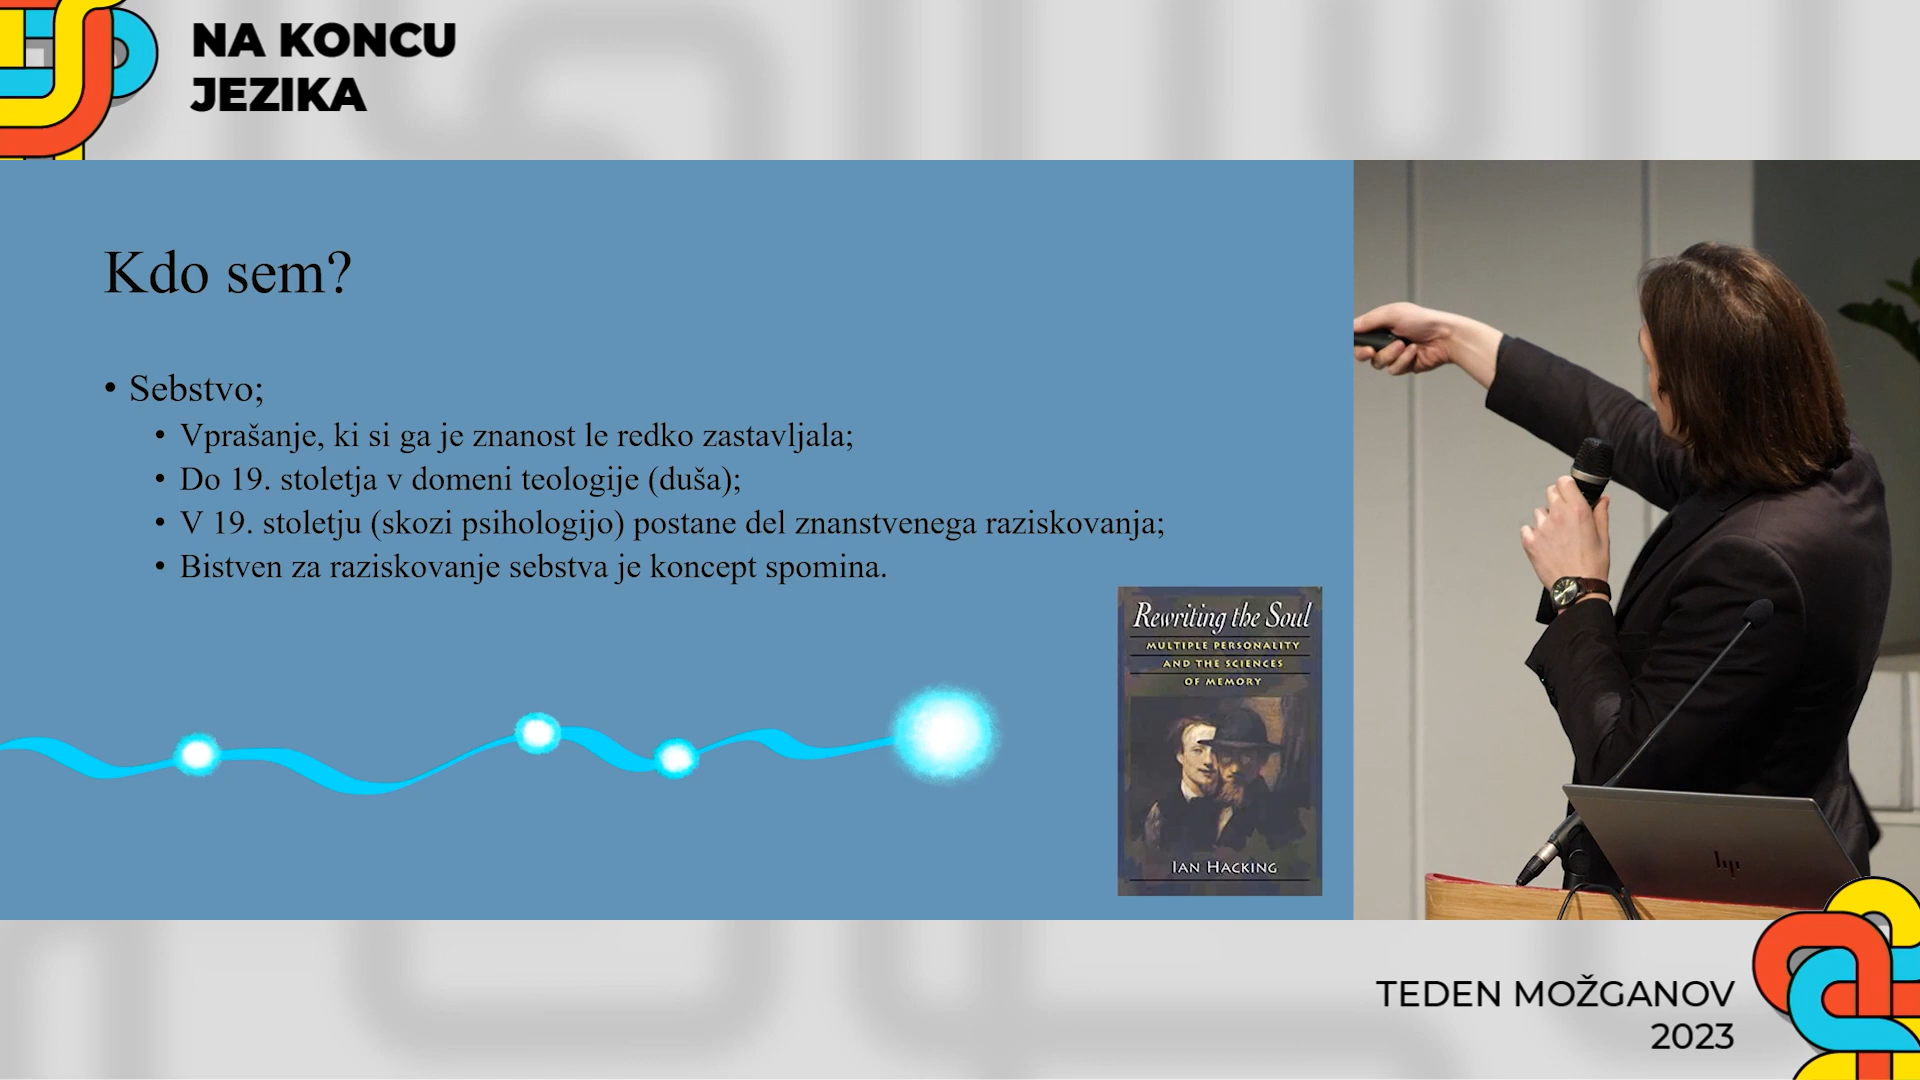 NA KONCU
JEZIKA
Kdo sem?
• Sebstvo;
• Vprašanje, ki si ga je znanost le redko zastavljala;
• Do 19. stoletja v domeni teologije (duša);
• V 19. stoletju (skozi psihologijo) postane del znanstvenega raziskovanja;
• Bistven za raziskovanje sebstva je koncept spomina.
Rewriting the Soul
MULTIPLE PERSONALITY
AND THE SCIENCES
OF MEMORY
IAN HACKING
hp
TEDEN MOŽGANOV
2023